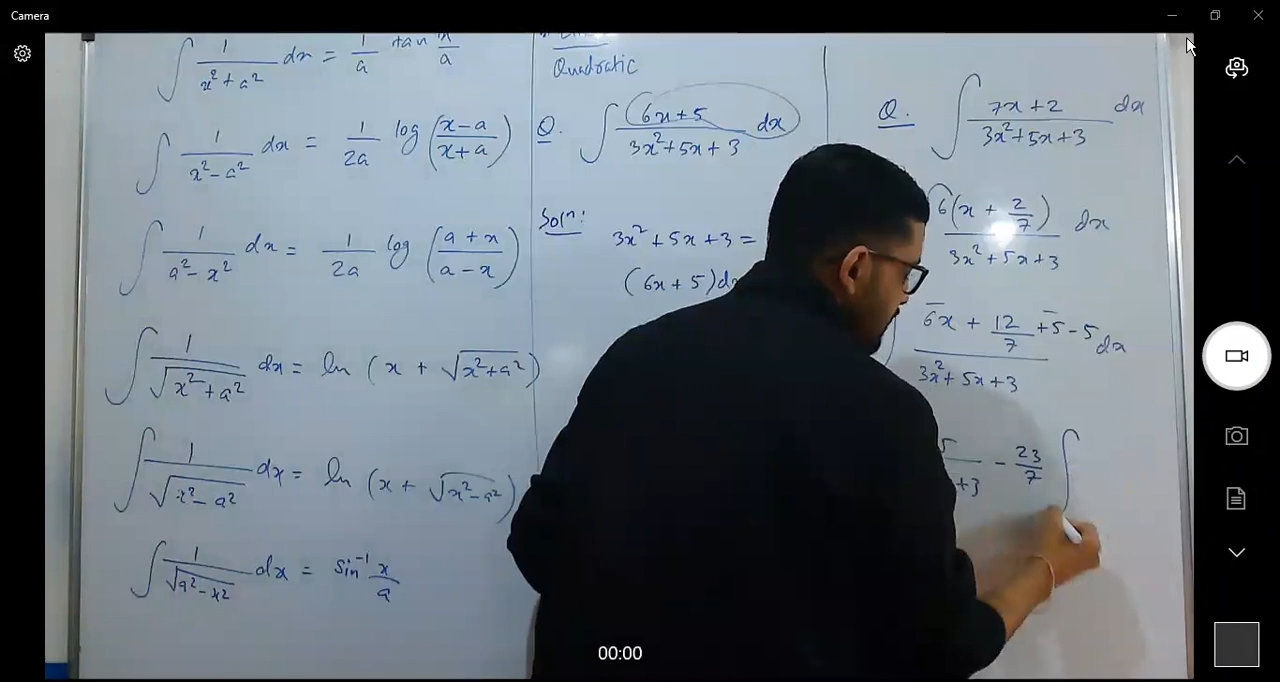 Camera
∫ 1/(x² + a²) dx = 1/a tan x/a
∫ 1/(x² - a²) dx = 1/2a log ((x-a)/(x+a))
∫ 1/(a² - x²) dx = 1/2a log ((a+x)/(a-x))
∫ 1/√(x² + a²) dx = ln (x + √(x²+a²))
∫ 1/√(x² - a²) dx = ln (x + √(x²-a²))
∫ 1/√(a² - x²) dx = sin⁻¹ x/a
Quadratic
Q. ∫ (6x+5)/(3x²+5x+3) dx
Solⁿ:
3x² + 5x + 3 =
(6x + 5)d
Q. ∫ (7x+2)/(3x²+5x+3) dx
6(x + 2/7)/(3x²+5x+3) dx
(6x + 12/7 + 5 - 5)/(3x²+5x+3) dx
5/+3 - 23/7 ∫
00:00